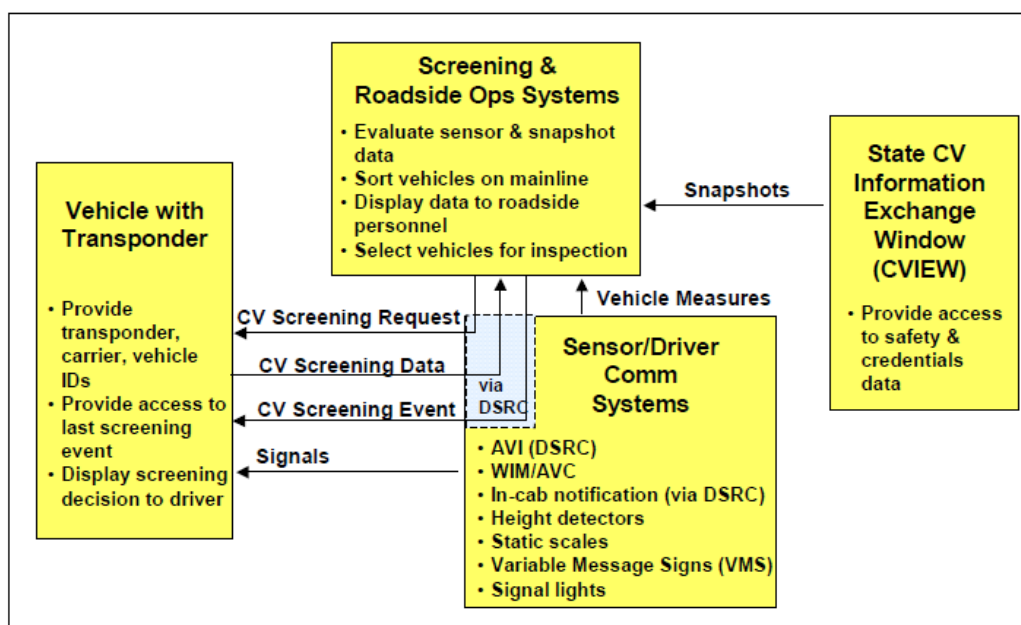 Screening &
Roadside Ops Systems
• Evaluate sensor & snapshot
data
• Sort vehicles on mainline
• Display data to roadside
personnel
• Select vehicles for inspection
State CV
Information
Exchange
Window
(CVIEW)
• Provide access
to safety &
credentials
data
Snapshots
Vehicle with
Transponder
• Provide
transponder,
carrier, vehicle
IDs
• Provide access to
last screening
event
• Display screening
decision to driver
Vehicle Measures
CV Screening Request
CV Screening Data
CV Screening Event
Signals
via
DSRC
Sensor/Driver
Comm
Systems
• AVI (DSRC)
• WIM/AVC
• In-cab notification (via DSRC)
• Height detectors
• Static scales
• Variable Message Signs (VMS)
• Signal lights